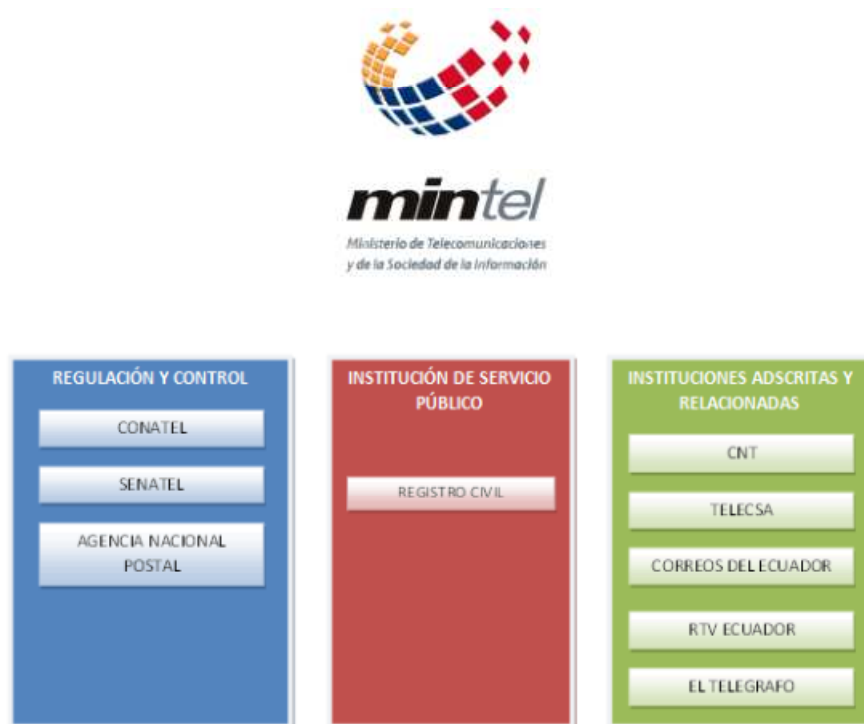 mintel
Ministerio de Telecomunicaciones
y de la Sociedad de la Información
REGULACIÓN Y CONTROL
CONATEL
SENATEL
AGENCIA NACIONAL
POSTAL
INSTITUCIÓN DE SERVICIO
PÚBLICO
REGISTRO CIVIL
INSTITUCIONES ADSCRITAS Y
RELACIONADAS
CNT
TELECSA
CORREOS DEL ECUADOR
RTV ECUADOR
EL TELEGRAFO